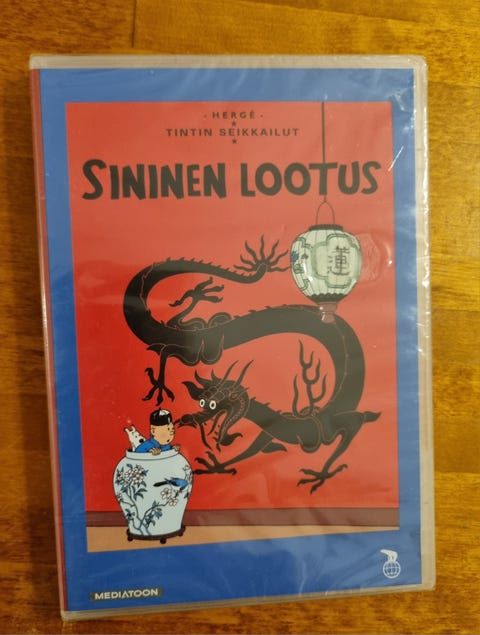 · HERGÉ ·
TINTIN SEIKKAILUT
SININEN LOOTUS
蓮
MEDIATOON